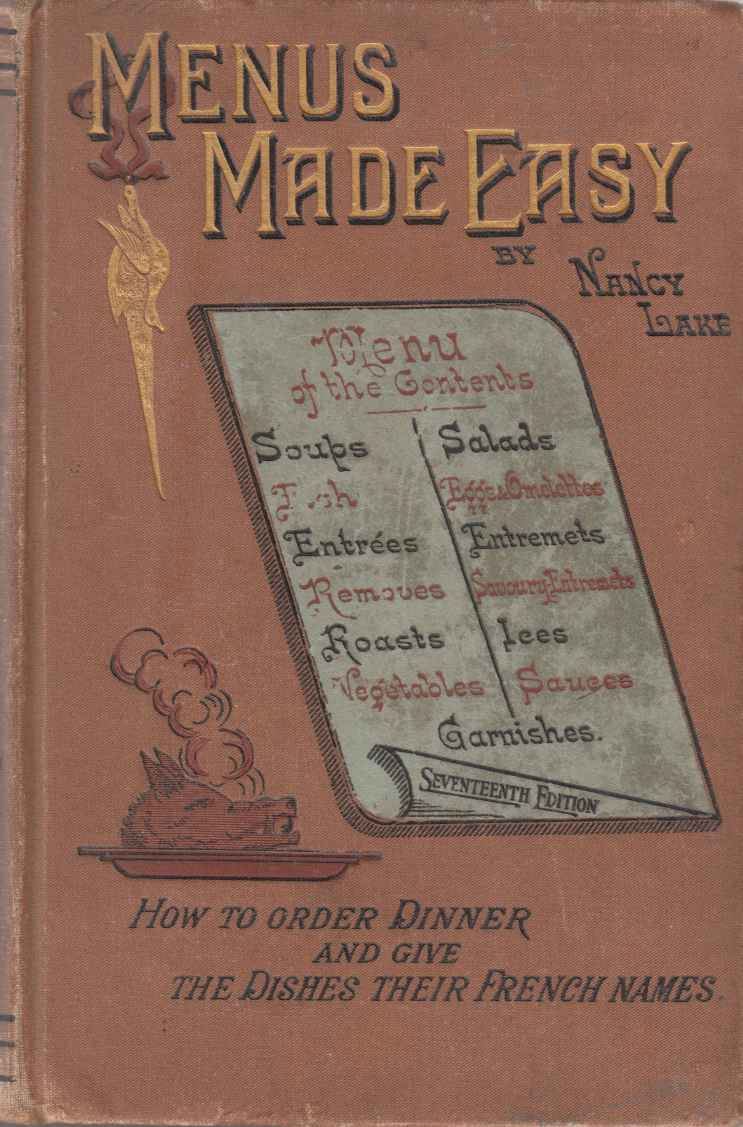 MENUS
MADE EASY
BY
NANCY
LAKE
Menu
of the Contents
Soups
Fish
Entrées
Removes
Roasts
Vegetables
Salads
Eggs & Omelettes
Entremets
Savoury Entremets
Ices
Sauces
Garnishes.
SEVENTEENTH EDITION
HOW TO ORDER DINNER
AND GIVE
THE DISHES THEIR FRENCH NAMES.